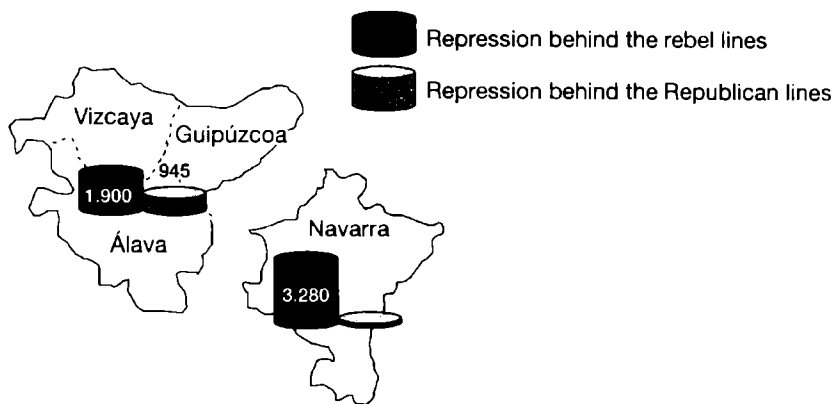 Repression behind the rebel lines
Repression behind the Republican lines
Vizcaya
Guipúzcoa
945
1.900
Álava
Navarra
3.280